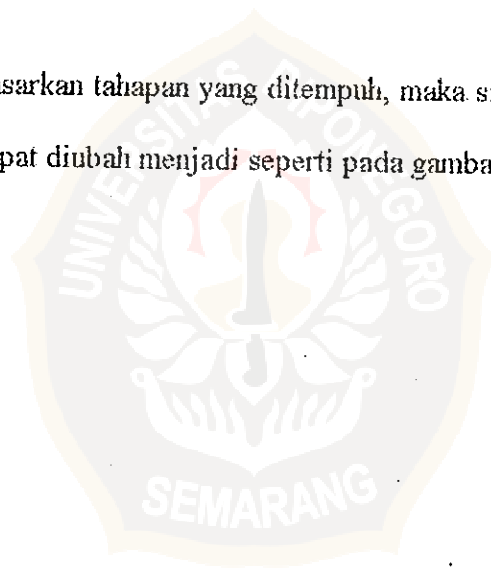 sarkan tahapan yang ditempuh, maka s
pat diubah menjadi seperti pada gamba
UNIVERSITAS DIPONEGORO
SEMARANG